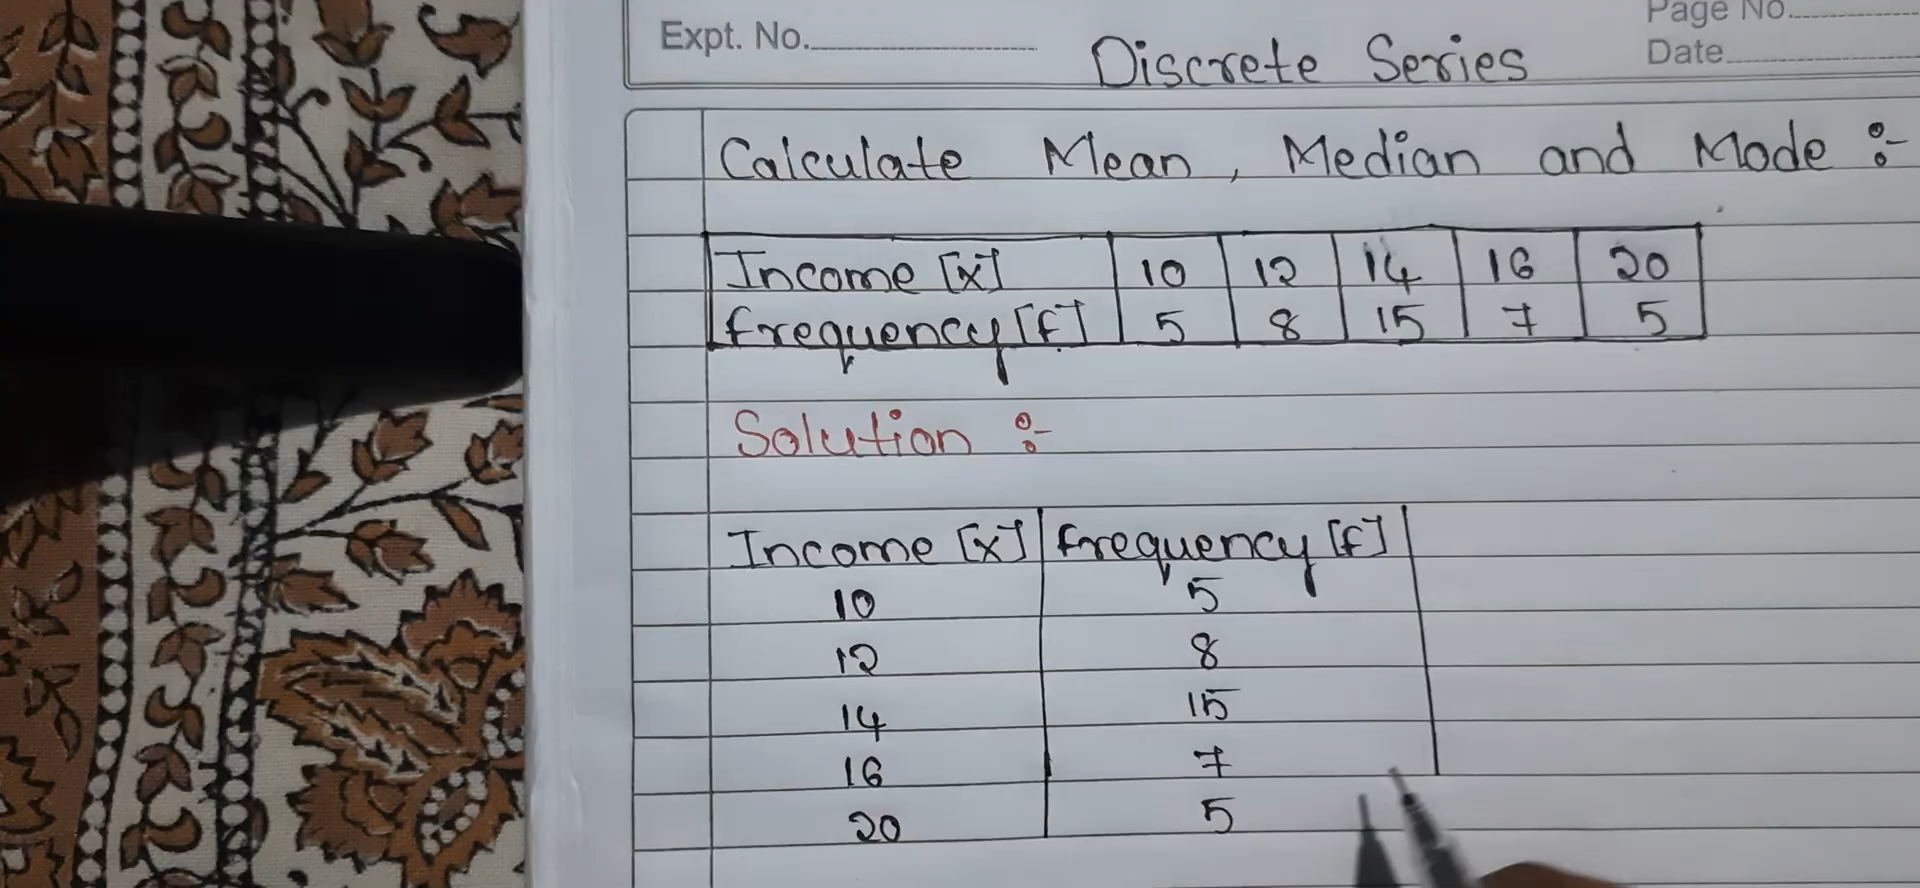 Expt. No.
Page No.
Date
Discrete Series
Calculate Mean, Median and Mode :-
Income [x] 10 12 14 16 20
frequency [f] 5 8 15 7 5
Solution :-
Income [x] frequency [f]
10 5
12 8
14 15
16 7
20 5